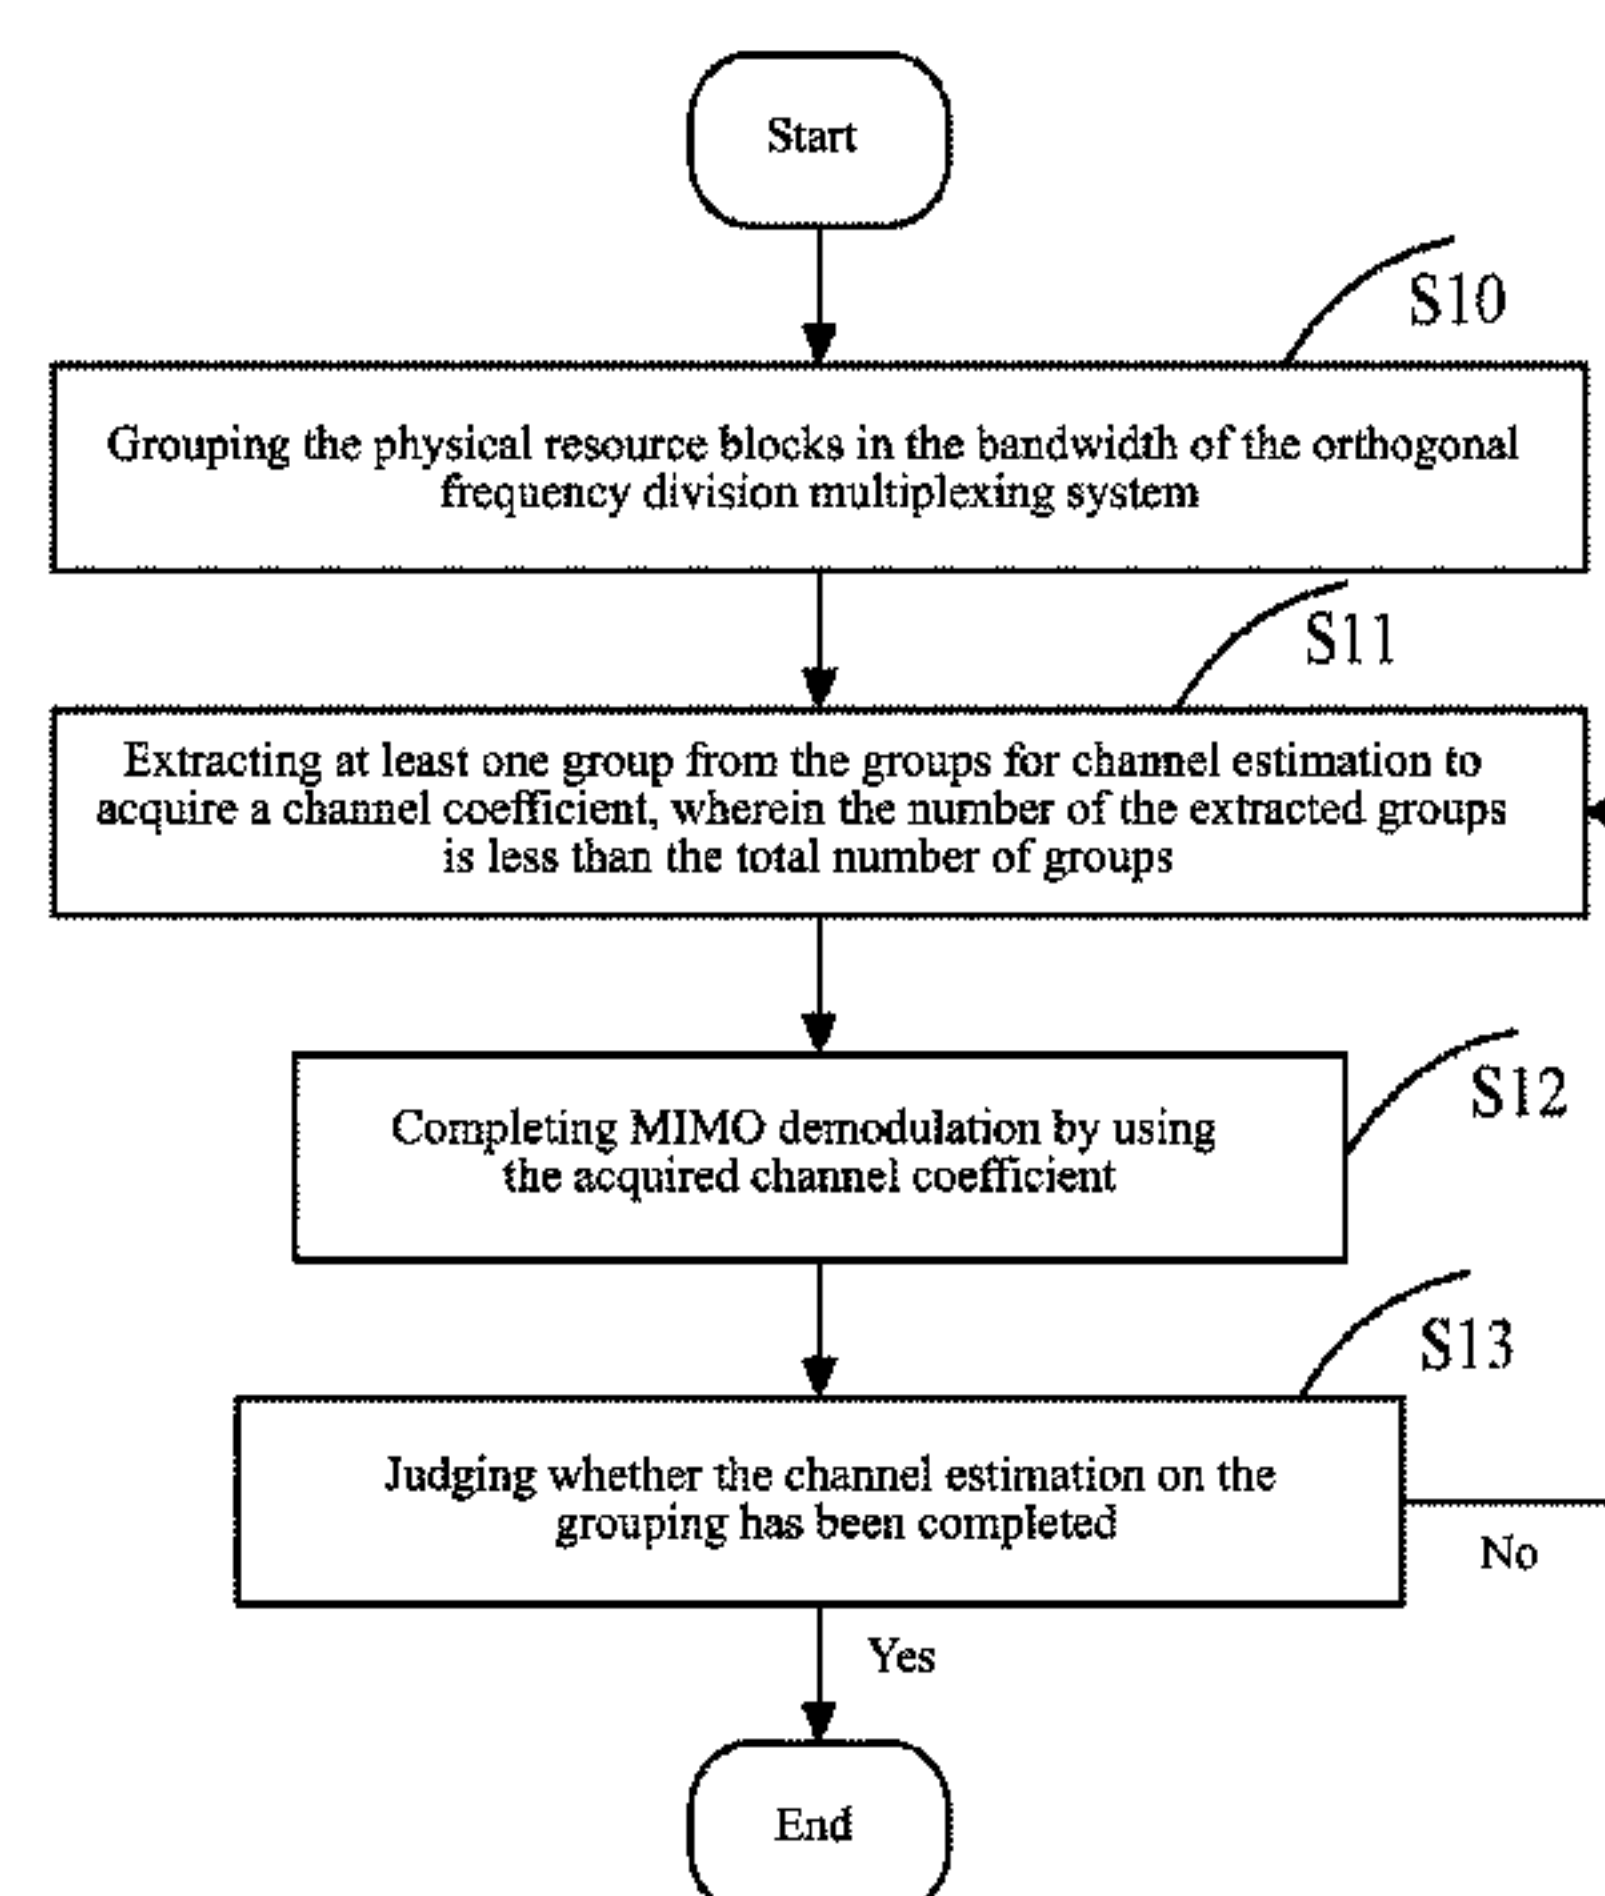 Start
S10
Grouping the physical resource blocks in the bandwidth of the orthogonal
frequency division multiplexing system
S11
Extracting at least one group from the groups for channel estimation to
acquire a channel coefficient, wherein the number of the extracted groups
is less than the total number of groups
S12
Completing MIMO demodulation by using
the acquired channel coefficient
S13
Judging whether the channel estimation on the
grouping has been completed
No
Yes
End